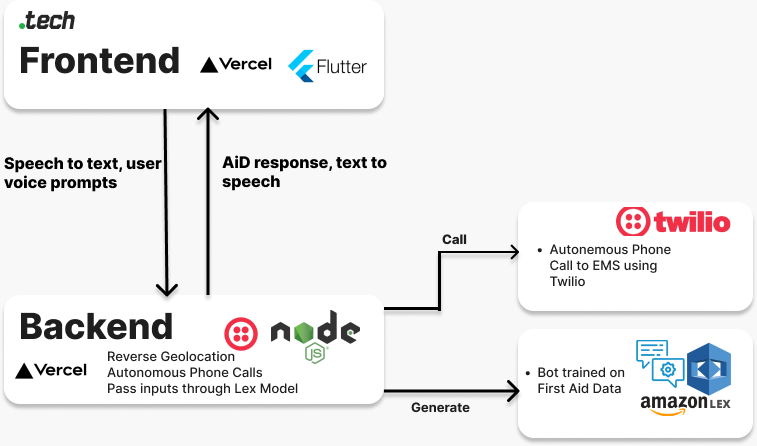 .tech
Frontend
Vercel
Flutter
Speech to text, user
voice prompts
AiD response, text to
speech
Call
twilio
• Autonemous Phone
Call to EMS using
Twilio
Backend
node
JS
Vercel
Reverse Geolocation
Autonomous Phone Calls
Pass inputs through Lex Model
Generate
• Bot trained on
First Aid Data
amazon LEX